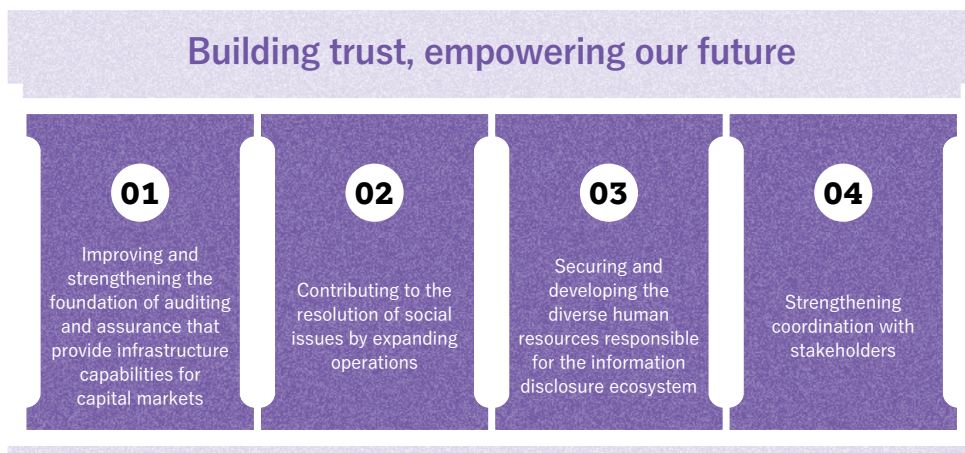 Building trust, empowering our future
01
Improving and
strengthening the
foundation of auditing
and assurance that
provide infrastructure
capabilities for
capital markets
02
Contributing to the
resolution of social
issues by expanding
operations
03
Securing and
developing the
diverse human
resources responsible
for the information
disclosure ecosystem
04
Strengthening
coordination with
stakeholders